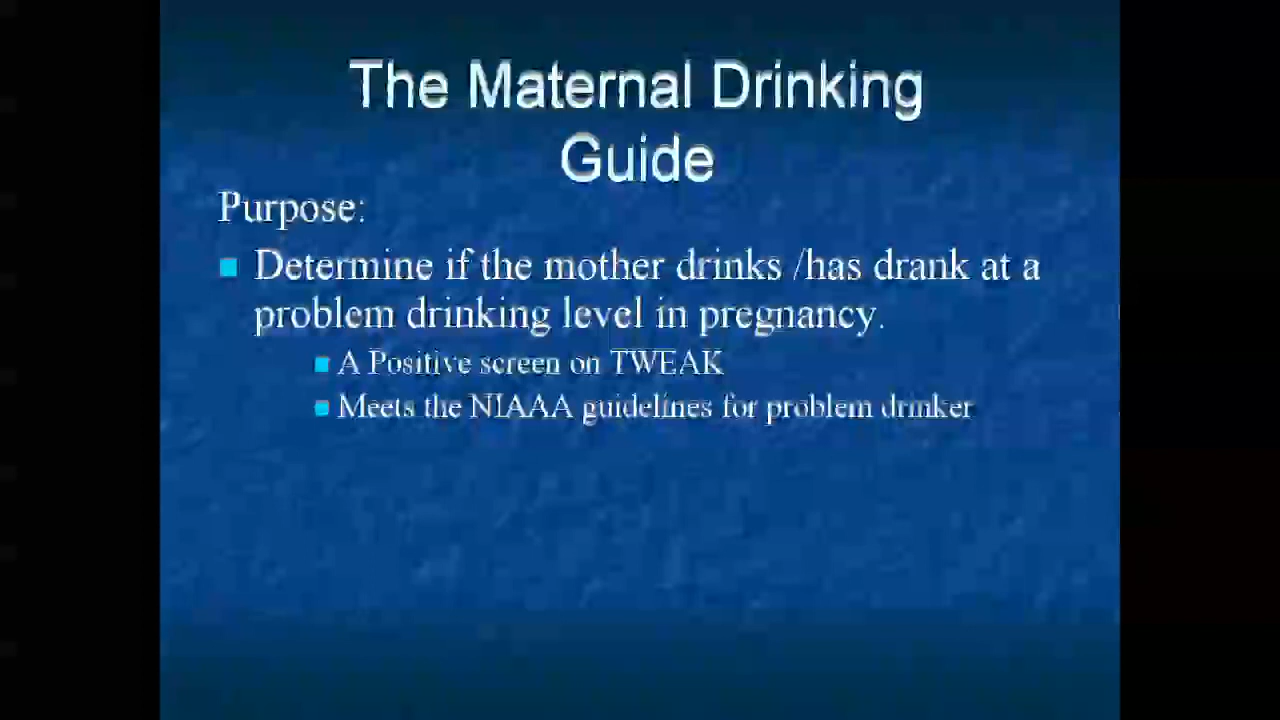 The Maternal Drinking
Guide
Purpose:
Determine if the mother drinks /has drank at a
problem drinking level in pregnancy.
A Positive screen on TWEAK
Meets the NIAAA guidelines for problem drinker